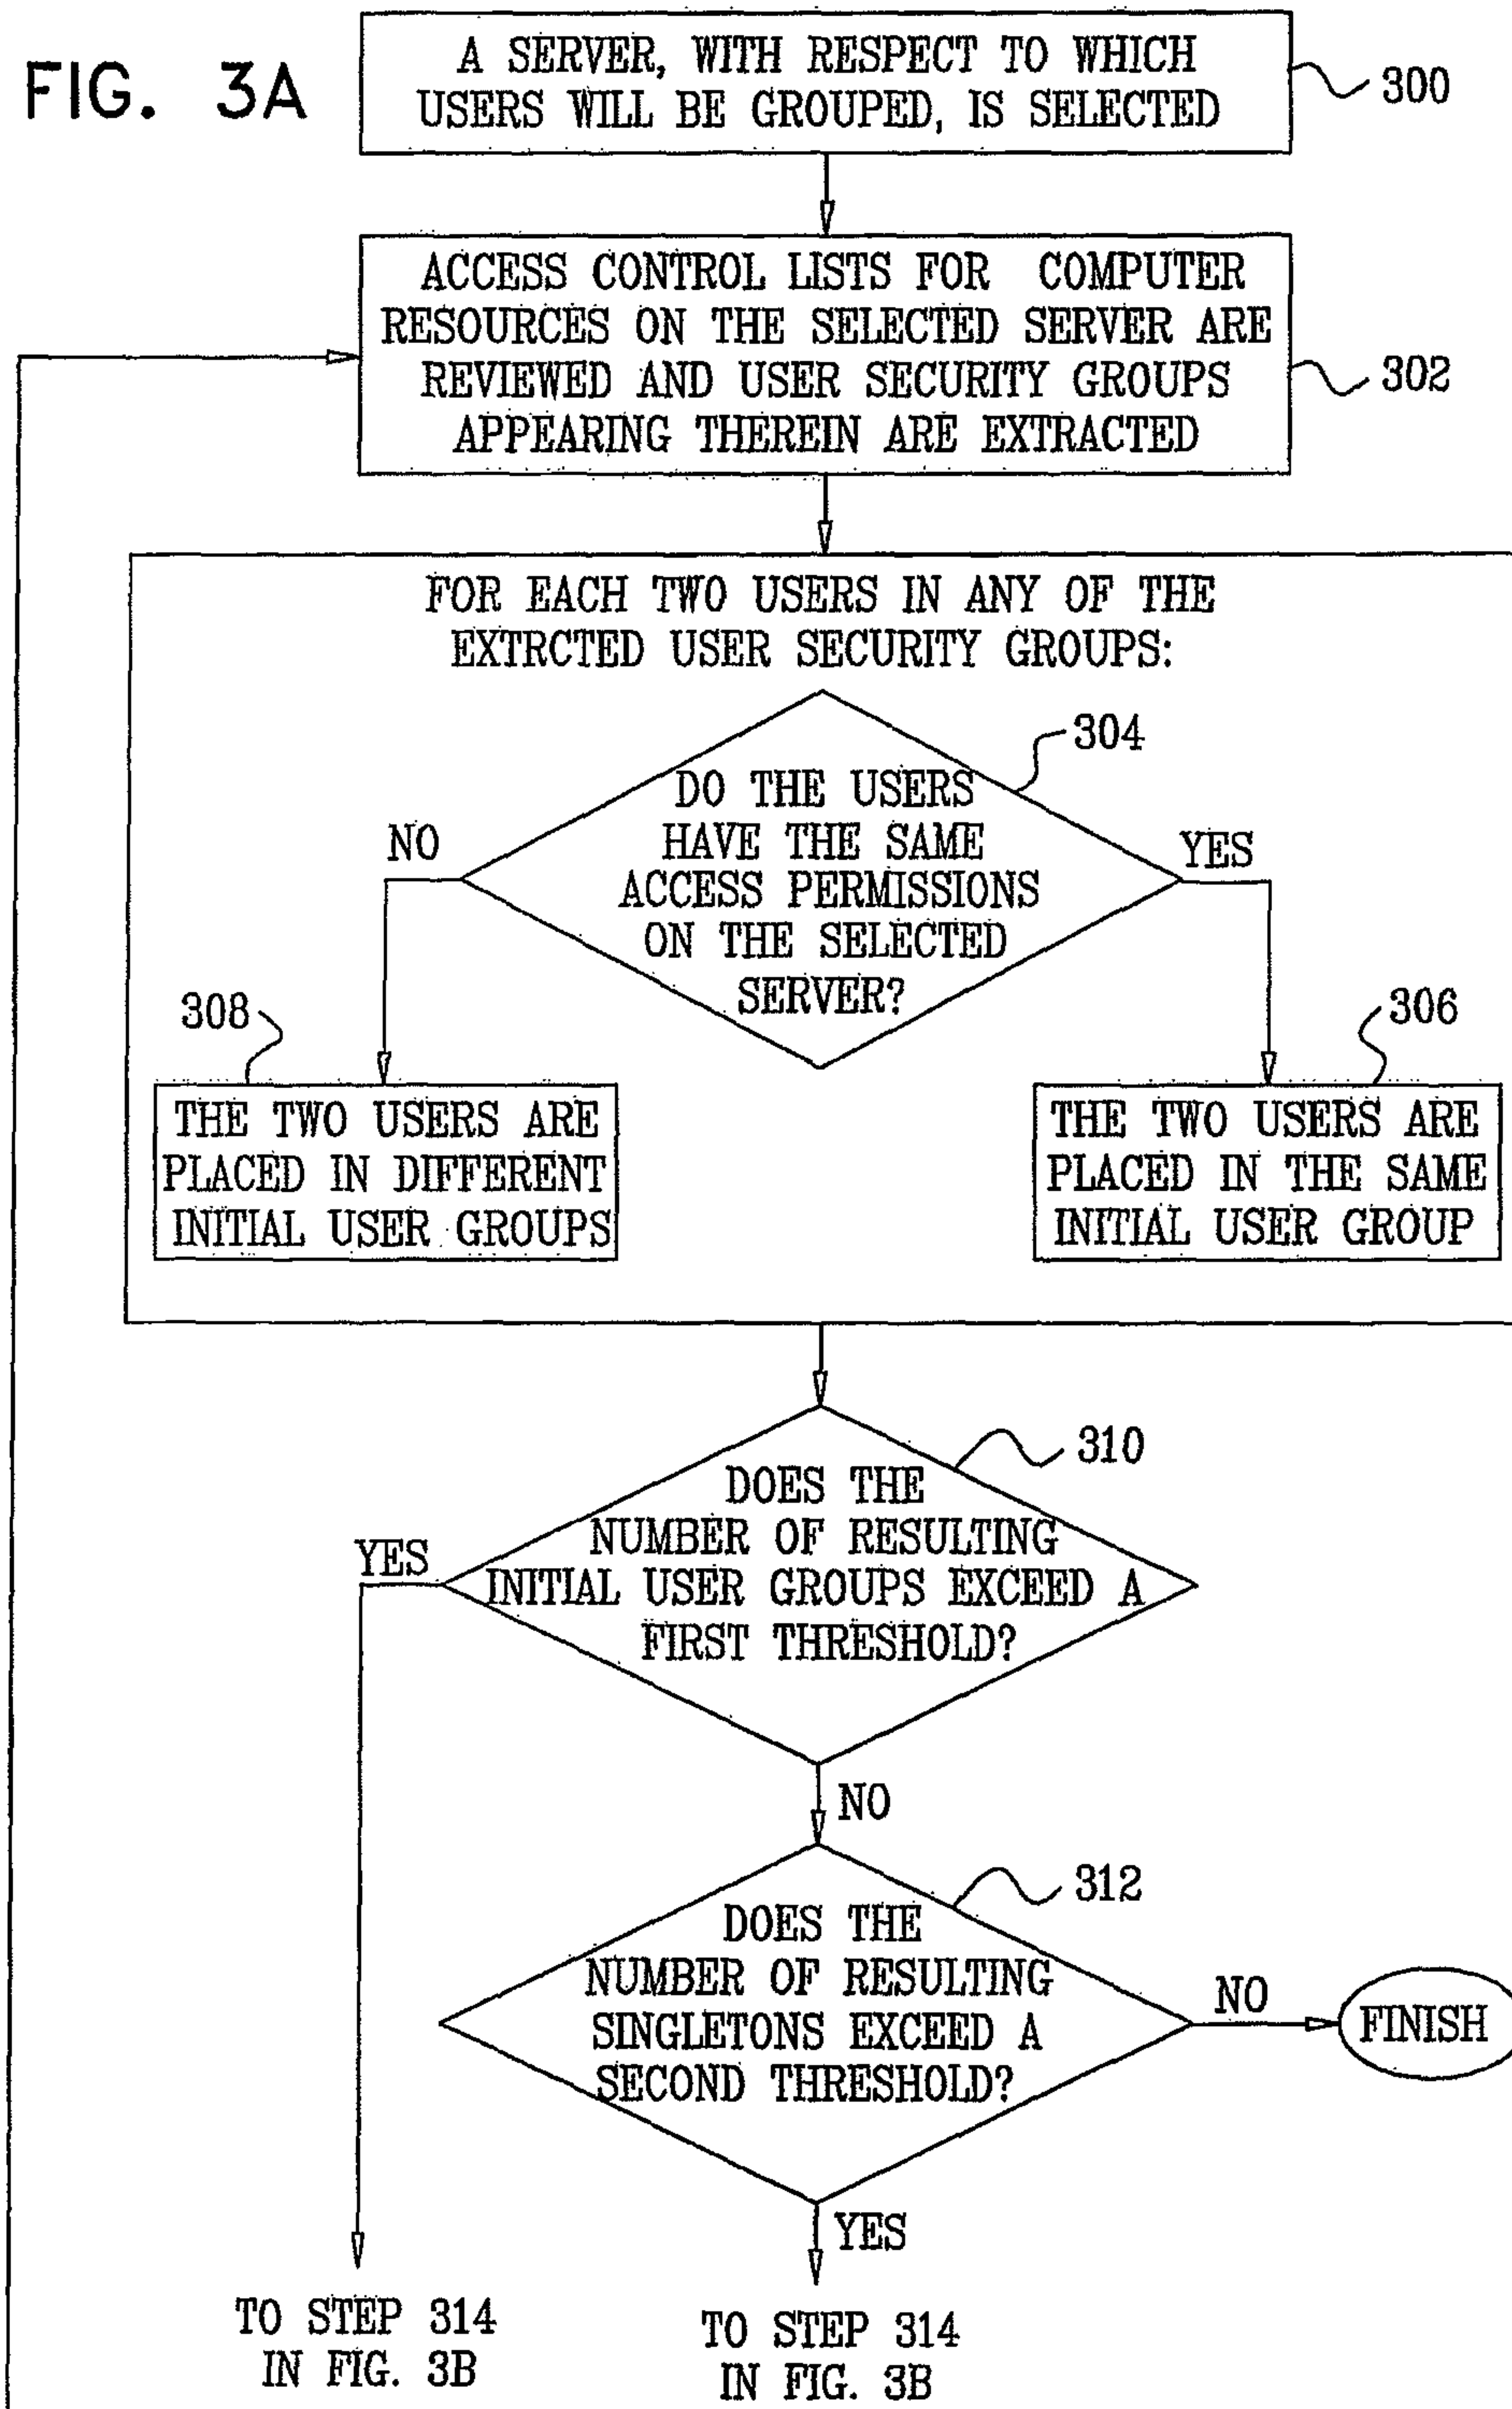 FIG. 3A
A SERVER, WITH RESPECT TO WHICH
USERS WILL BE GROUPED, IS SELECTED
300
ACCESS CONTROL LISTS FOR COMPUTER
RESOURCES ON THE SELECTED SERVER ARE
REVIEWED AND USER SECURITY GROUPS
APPEARING THEREIN ARE EXTRACTED
302
FOR EACH TWO USERS IN ANY OF THE
EXTRCTED USER SECURITY GROUPS:
304
DO THE USERS
HAVE THE SAME
ACCESS PERMISSIONS
ON THE SELECTED
SERVER?
NO
YES
308
306
THE TWO USERS ARE
PLACED IN DIFFERENT
INITIAL USER GROUPS
THE TWO USERS ARE
PLACED IN THE SAME
INITIAL USER GROUP
310
DOES THE
NUMBER OF RESULTING
INITIAL USER GROUPS EXCEED A
FIRST THRESHOLD?
YES
NO
312
DOES THE
NUMBER OF RESULTING
SINGLETONS EXCEED A
SECOND THRESHOLD?
NO
FINISH
YES
TO STEP 314
IN FIG. 3B
TO STEP 314
IN FIG. 3B